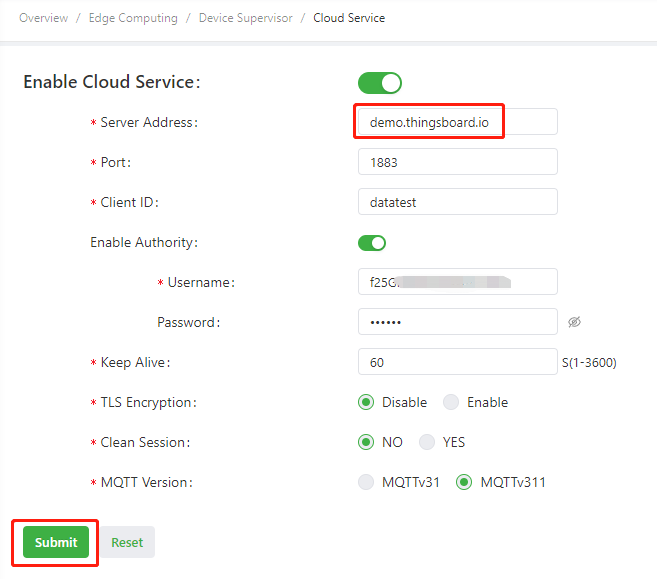 Overview / Edge Computing / Device Supervisor / Cloud Service
Enable Cloud Service:
* Server Address: demo.thingsboard.io
* Port: 1883
* Client ID: datatest
Enable Authority:
* Username: f25G
Password: ••••••
* Keep Alive: 60 S(1-3600)
* TLS Encryption: Disable Enable
* Clean Session: NO YES
* MQTT Version: MQTTv31 MQTTv311
Submit Reset